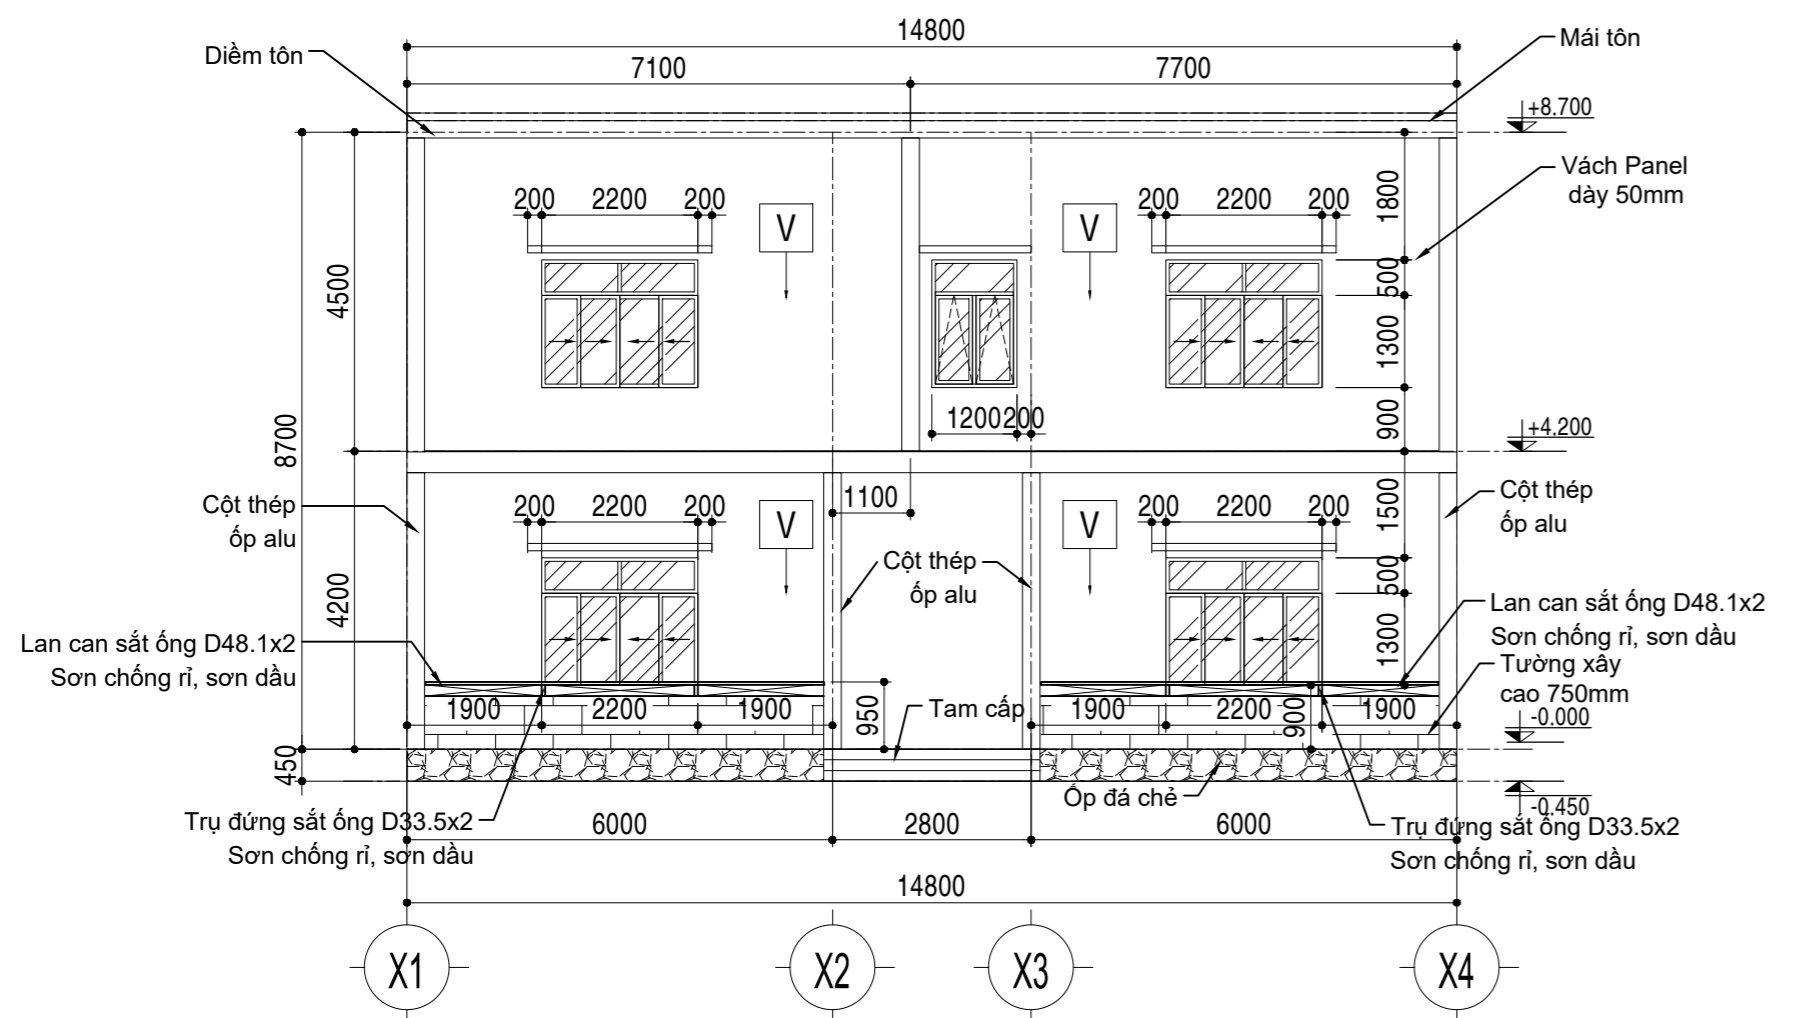 14800
Diềm tôn
Mái tôn
7100
7700
+8.700
Vách Panel
dày 50mm
200 2200 200
V
V
200 2200 200
1800
4500
500
1300
8700
1200 200
900
+4.200
Cột thép
ốp alu
200 2200 200
V
1100
V
200 2200 200
1500
Cột thép
ốp alu
Cột thép
ốp alu
500
4200
Lan can sắt ống D48.1x2
Sơn chống rỉ, sơn dầu
Lan can sắt ống D48.1x2
Sơn chống rỉ, sơn dầu
1300
Tường xây
cao 750mm
1900 2200 1900
950
Tam cấp
1900 2200 900 1900
-0.000
450
Ốp đá chẻ
-0.450
Trụ đứng sắt ống D33.5x2
Sơn chống rỉ, sơn dầu
6000
2800
6000
Trụ đứng sắt ống D33.5x2
Sơn chống rỉ, sơn dầu
14800
X1
X2
X3
X4